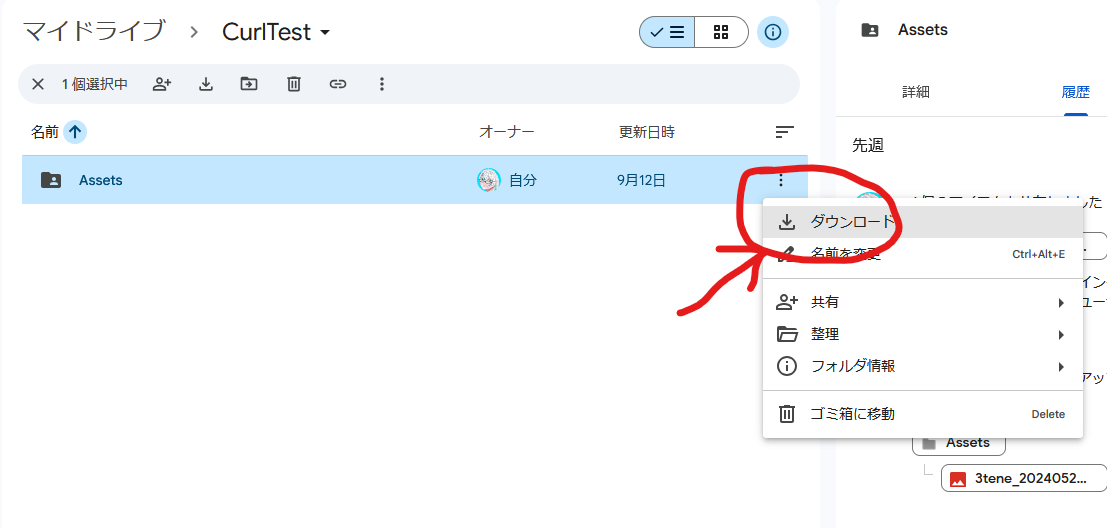 マイドライブ > CurlTest
1 個選択中
名前 オーナー 更新日時
Assets 自分 9月12日
ダウンロード
名前を変更 Ctrl+Alt+E
共有
整理
フォルダ情報
ゴミ箱に移動 Delete
Assets
詳細 履歴
先週
Assets
3tene_202405​2...